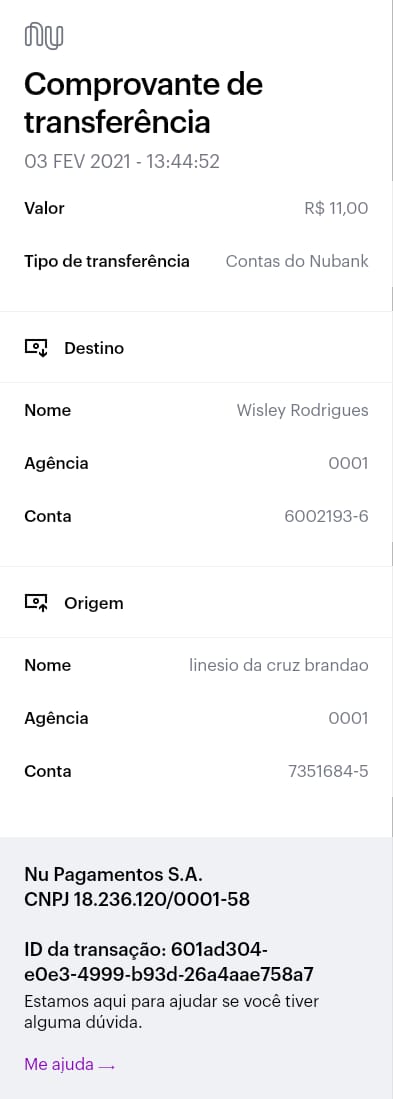 nu
Comprovante de
transferência
03 FEV 2021 - 13:44:52
Valor R$ 11,00
Tipo de transferência Contas do Nubank
Destino
Nome Wisley Rodrigues
Agência 0001
Conta 6002193-6
Origem
Nome linesio da cruz brandao
Agência 0001
Conta 7351684-5
Nu Pagamentos S.A.
CNPJ 18.236.120/0001-58
ID da transação: 601ad304-
e0e3-4999-b93d-26a4aae758a7
Estamos aqui para ajudar se você tiver
alguma dúvida.
Me ajuda →